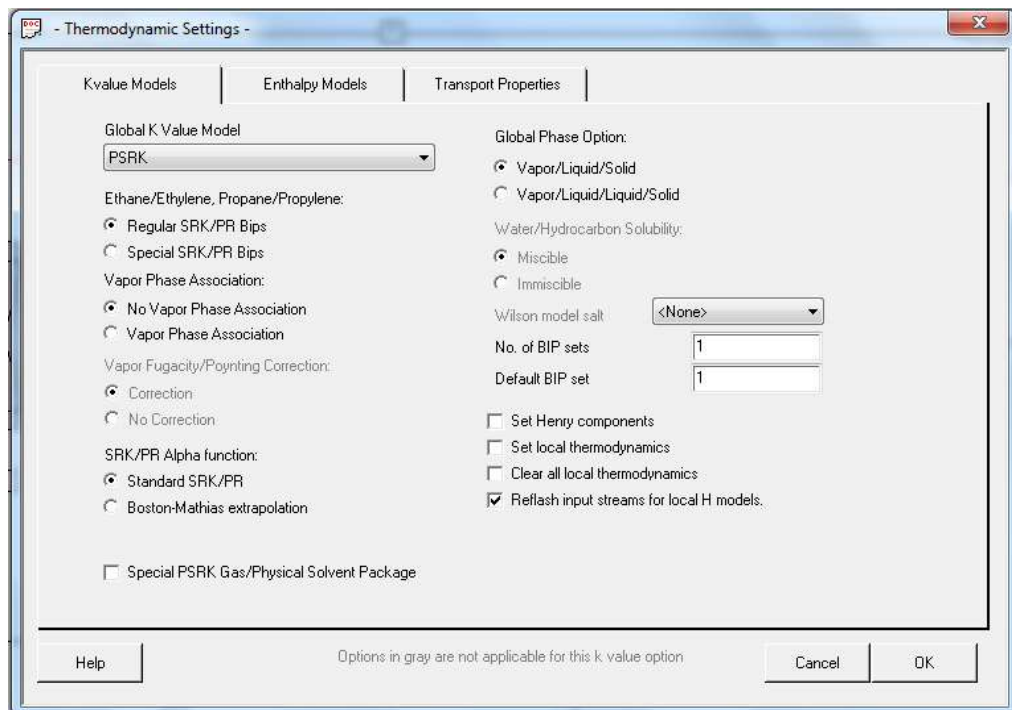 - Thermodynamic Settings -
Kvalue Models
Enthalpy Models
Transport Properties
Global K Value Model
PSRK
Ethane/Ethylene, Propane/Propylene:
Regular SRK/PR Bips
Special SRK/PR Bips
Vapor Phase Association:
No Vapor Phase Association
Vapor Phase Association
Vapor Fugacity/Poynting Correction:
Correction
No Correction
SRK/PR Alpha function:
Standard SRK/PR
Boston-Mathias extrapolation
Special PSRK Gas/Physical Solvent Package
Global Phase Option:
Vapor/Liquid/Solid
Vapor/Liquid/Liquid/Solid
Water/Hydrocarbon Solubility:
Miscible
Immiscible
Wilson model salt <None>
No. of BIP sets 1
Default BIP set 1
Set Henry components
Set local thermodynamics
Clear all local thermodynamics
Reflash input streams for local H models.
Help
Options in gray are not applicable for this k value option
Cancel
OK